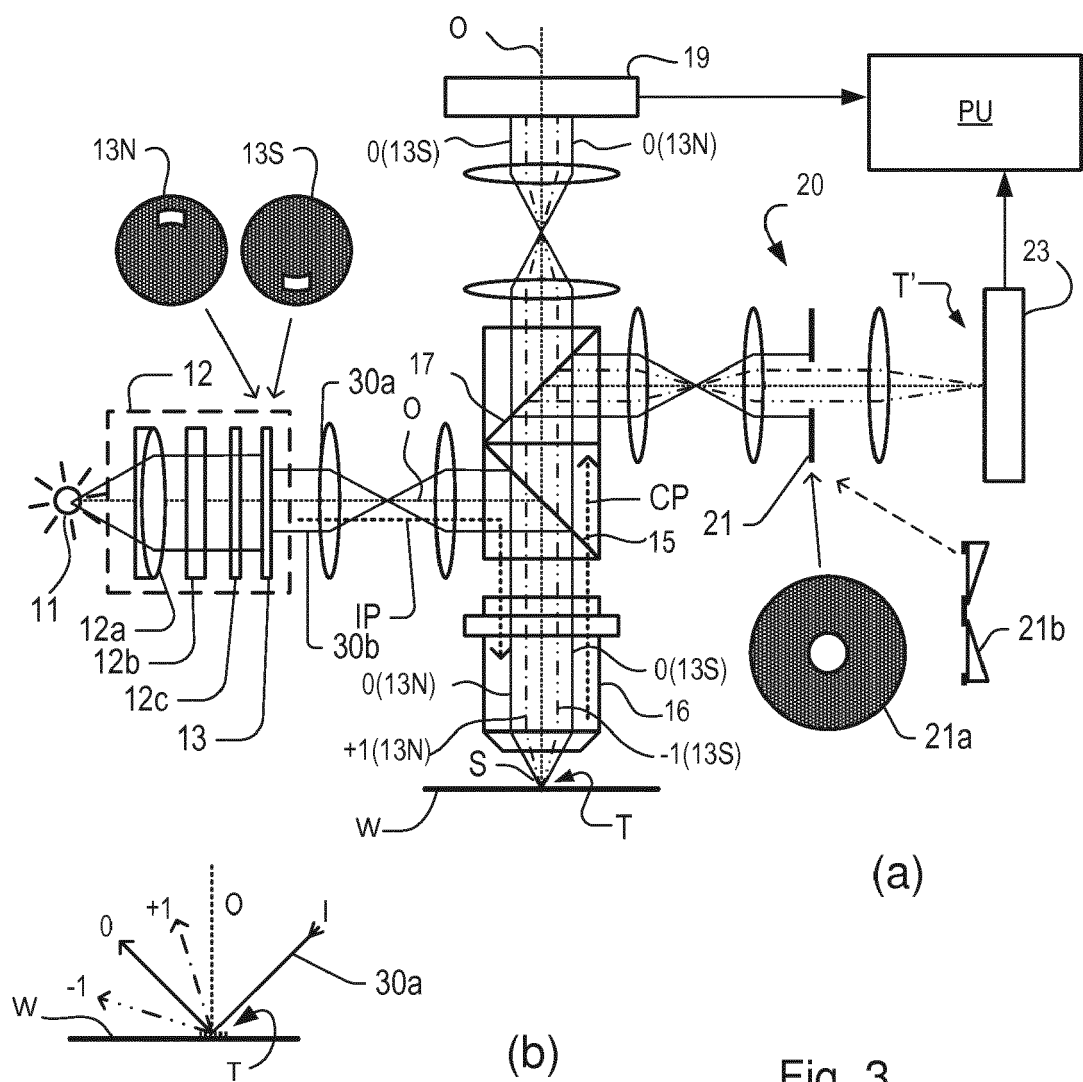 O
19
PU
0(13S)
0(13N)
13N
13S
20
23
T'
17
12
30a
O
CP
15
21
11
12a
12b
12c
13
IP
30b
0(13N)
0(13S)
16
+1(13N)
-1(13S)
S
W
T
21b
21a
(a)
0
+1
O
I
-1
30a
W
T
(b)
Fig. 3